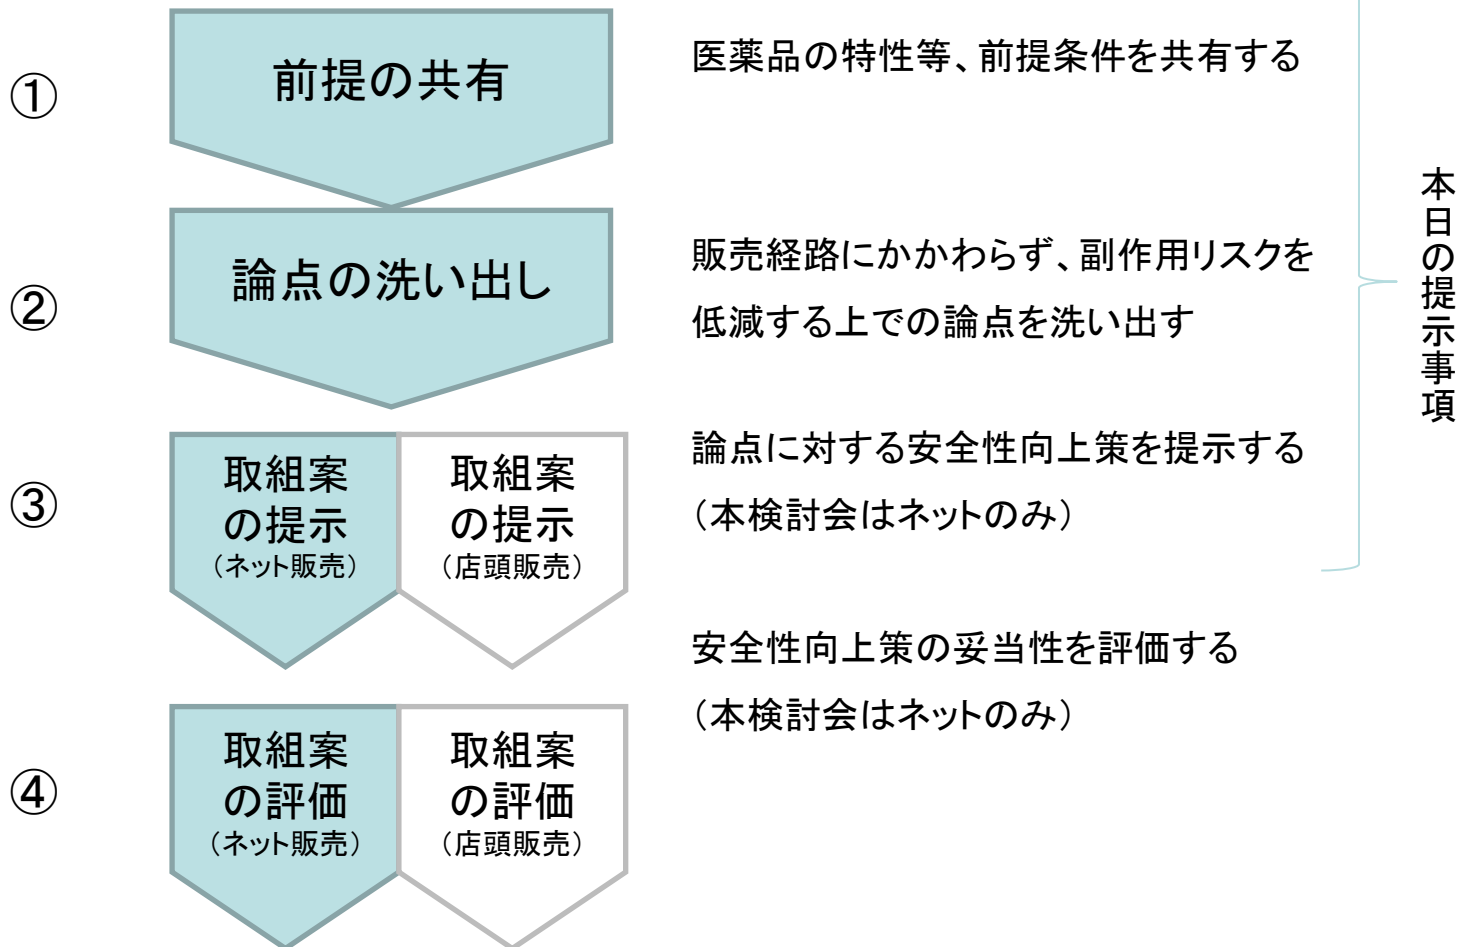 ①
前提の共有
医薬品の特性等、前提条件を共有する
②
論点の洗い出し
販売経路にかかわらず、副作用リスクを
低減する上での論点を洗い出す
③
取組案
の提示
（ネット販売）
取組案
の提示
（店頭販売）
論点に対する安全性向上策を提示する
（本検討会はネットのみ）
④
取組案
の評価
（ネット販売）
取組案
の評価
（店頭販売）
安全性向上策の妥当性を評価する
（本検討会はネットのみ）
本日の提示事項